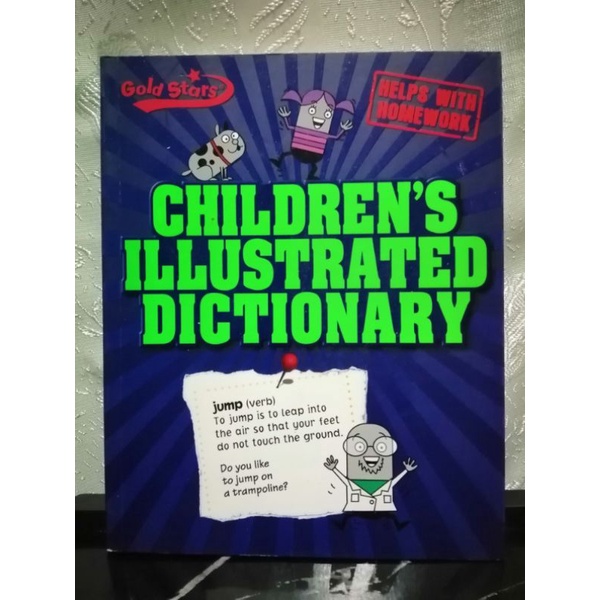 Gold Stars
HELPS WITH
HOMEWORK
CHILDREN'S
ILLUSTRATED
DICTIONARY
jump (verb)
To jump is to leap into
the air so that your feet
do not touch the ground.
Do you like
to jump on
a trampoline?